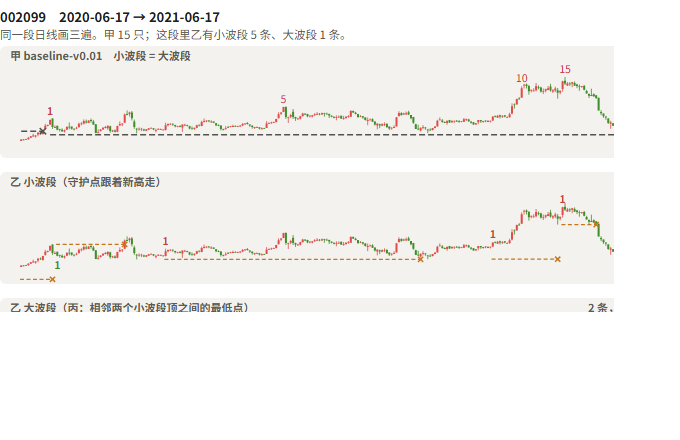 002099 2020-06-17 → 2021-06-17
同一段日线画三遍。甲 15 只；这段里乙有小波段 5 条、大波段 1 条。
甲 baseline-v0.01 小波段 = 大波段
1
5
10
15
乙 小波段（守护点跟着新高走）
1
1
1
1
乙 大波段（丙：相邻两个小波段顶之间的最低点）
2 条，